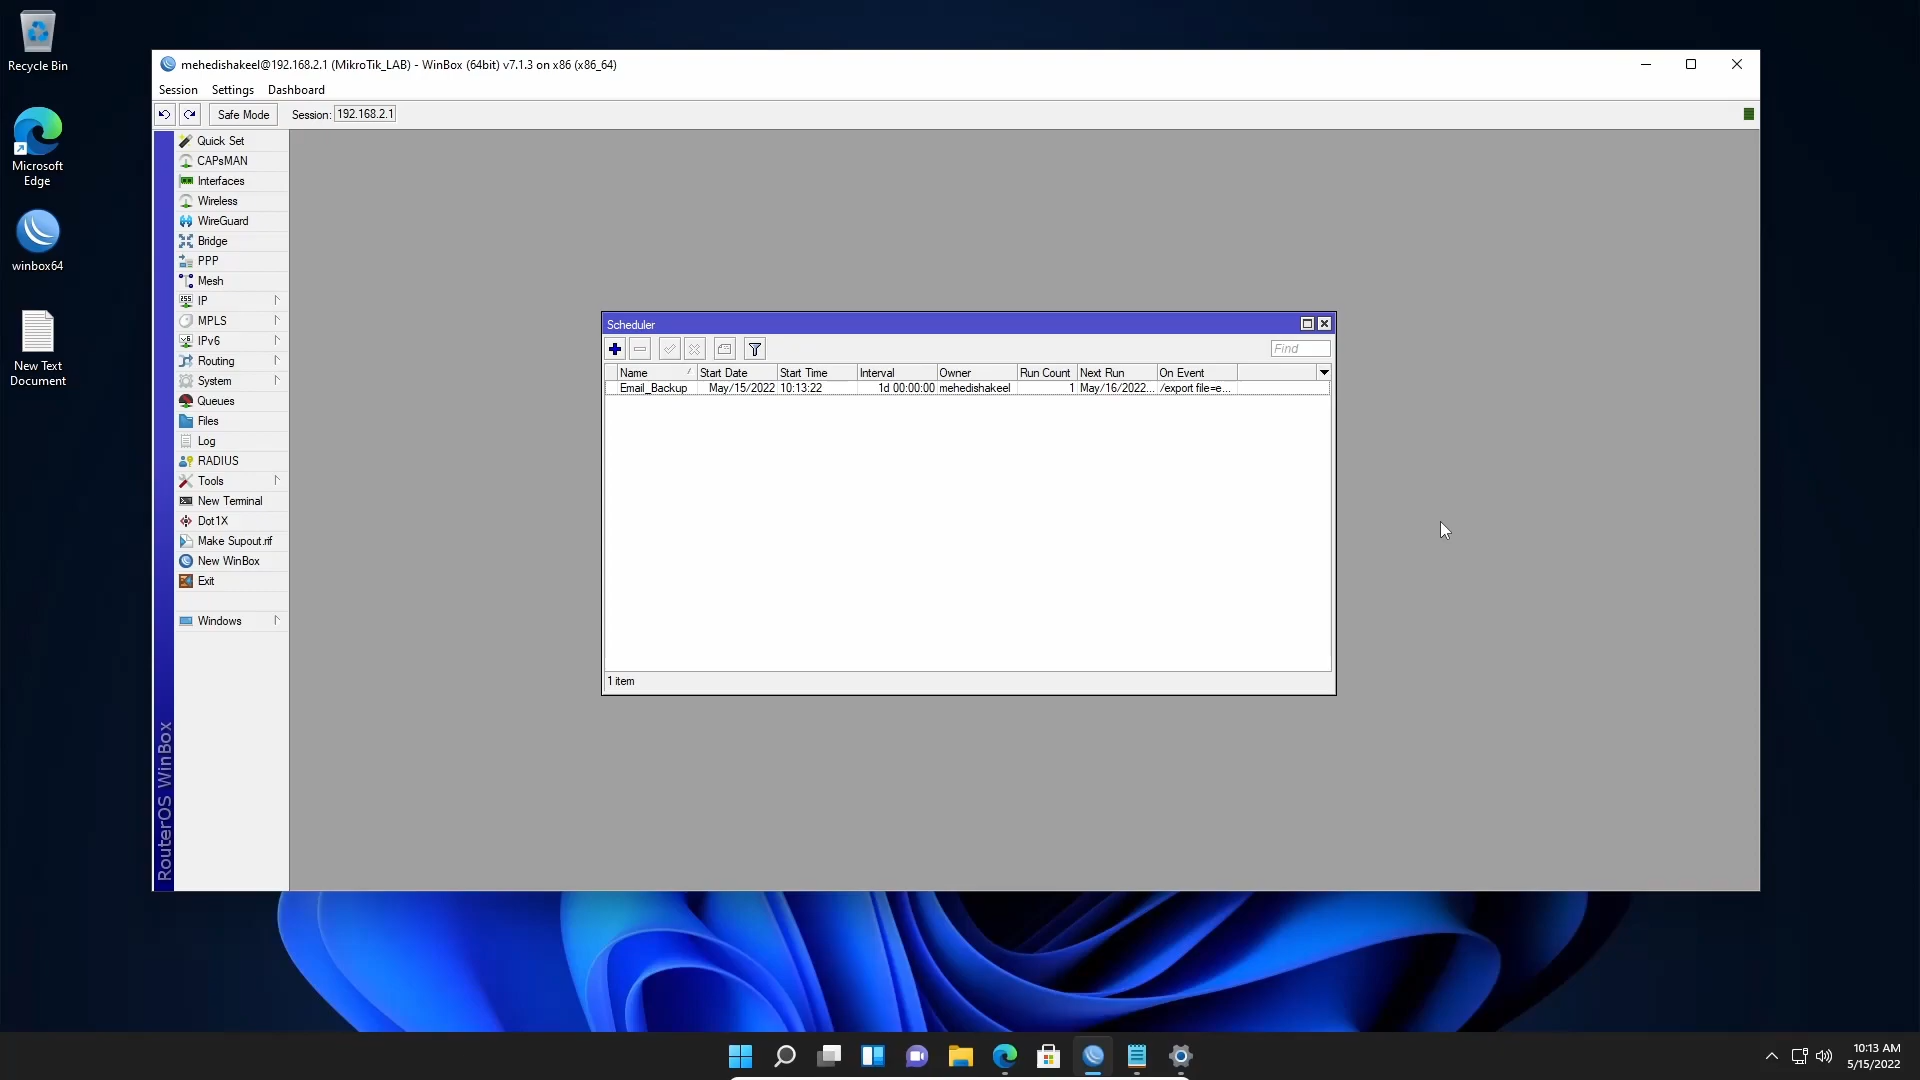 Recycle Bin
Microsoft
Edge
winbox64
New Text
Document
mehedishakeel@192.168.2.1 (MikroTik_LAB) - WinBox (64bit) v7.1.3 on x86 (x86_64)
Session Settings Dashboard
Safe Mode Session: 192.168.2.1
Quick Set
CAPsMAN
Interfaces
Wireless
WireGuard
Bridge
PPP
Mesh
IP
MPLS
IPv6
Routing
System
Queues
Files
Log
RADIUS
Tools
New Terminal
Dot1X
Make Supout.rif
New WinBox
Exit
Windows
RouterOS WinBox
Scheduler
Find
Name Start Date Start Time Interval Owner Run Count Next Run On Event
Email_Backup May/15/2022 10:13:22 1d 00:00:00 mehedishakeel 1 May/16/2022... /export file=e...
1 item
10:13 AM
5/15/2022